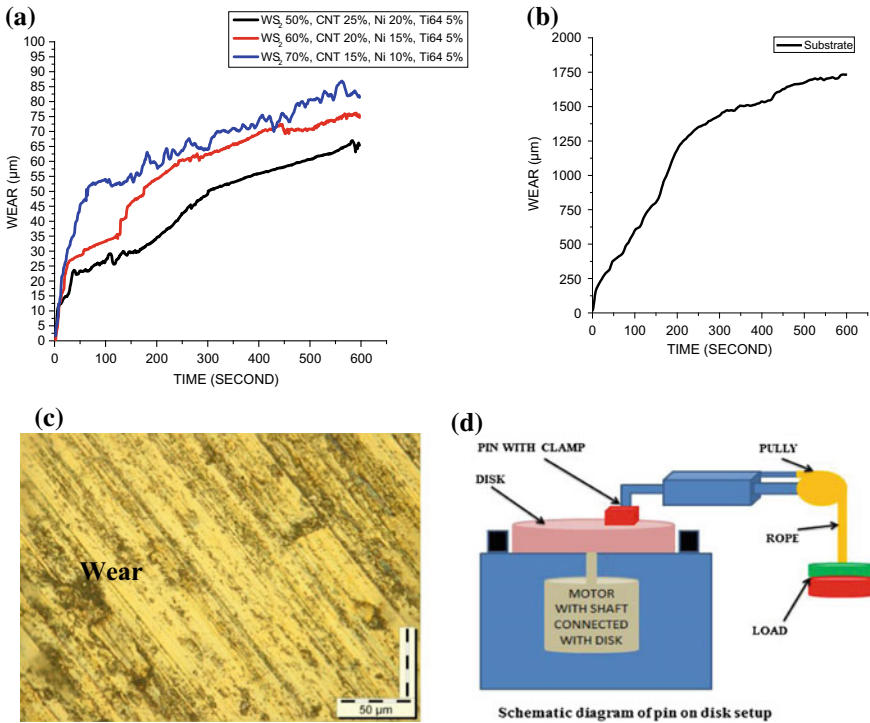 (a)
WS2 50%, CNT 25%, Ni 20%, Ti64 5%
WS2 60%, CNT 20%, Ni 15%, Ti64 5%
WS2 70%, CNT 15%, Ni 10%, Ti64 5%
100
95
90
85
80
75
70
65
60
55
50
45
40
35
30
25
20
15
10
5
0
WEAR (µm)
0 100 200 300 400 500 600
TIME (SECOND)
(b)
Substrate
1750
1500
1250
1000
750
500
250
0
WEAR (µm)
0 100 200 300 400 500 600
TIME (SECOND)
(c)
Wear
50 µm
(d)
PIN WITH CLAMP
DISK
PULLY
ROPE
LOAD
MOTOR
WITH SHAFT
CONNECTED
WITH DISK
Schematic diagram of pin on disk setup